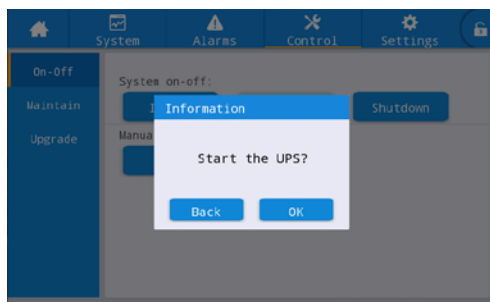 System
Alarms
Control
Settings
On-Off
Maintain
Upgrade
System on-off:
Information
Shutdown
Manua
Start the UPS?
Back
OK